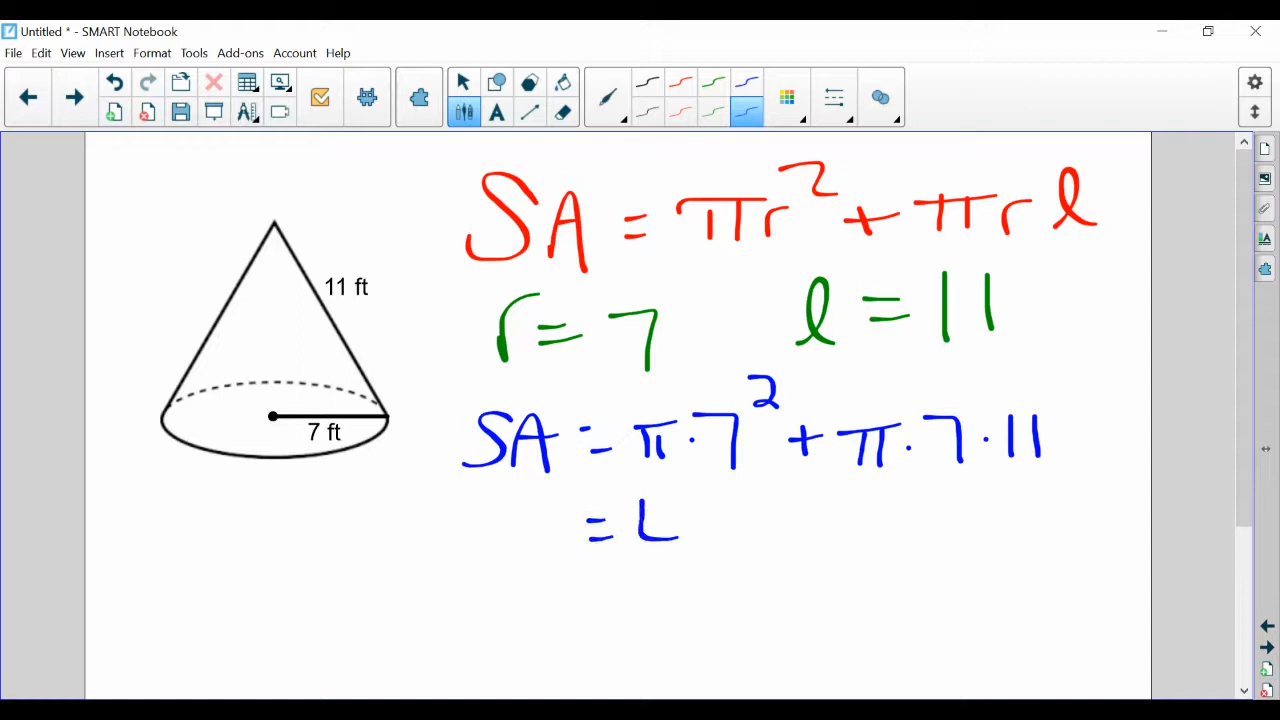 Untitled * - SMART Notebook
File Edit View Insert Format Tools Add-ons Account Help
SA = πr² + πrl
11 ft
r = 7 l = 11
7 ft
SA = π · 7² + π · 7 · 11
=